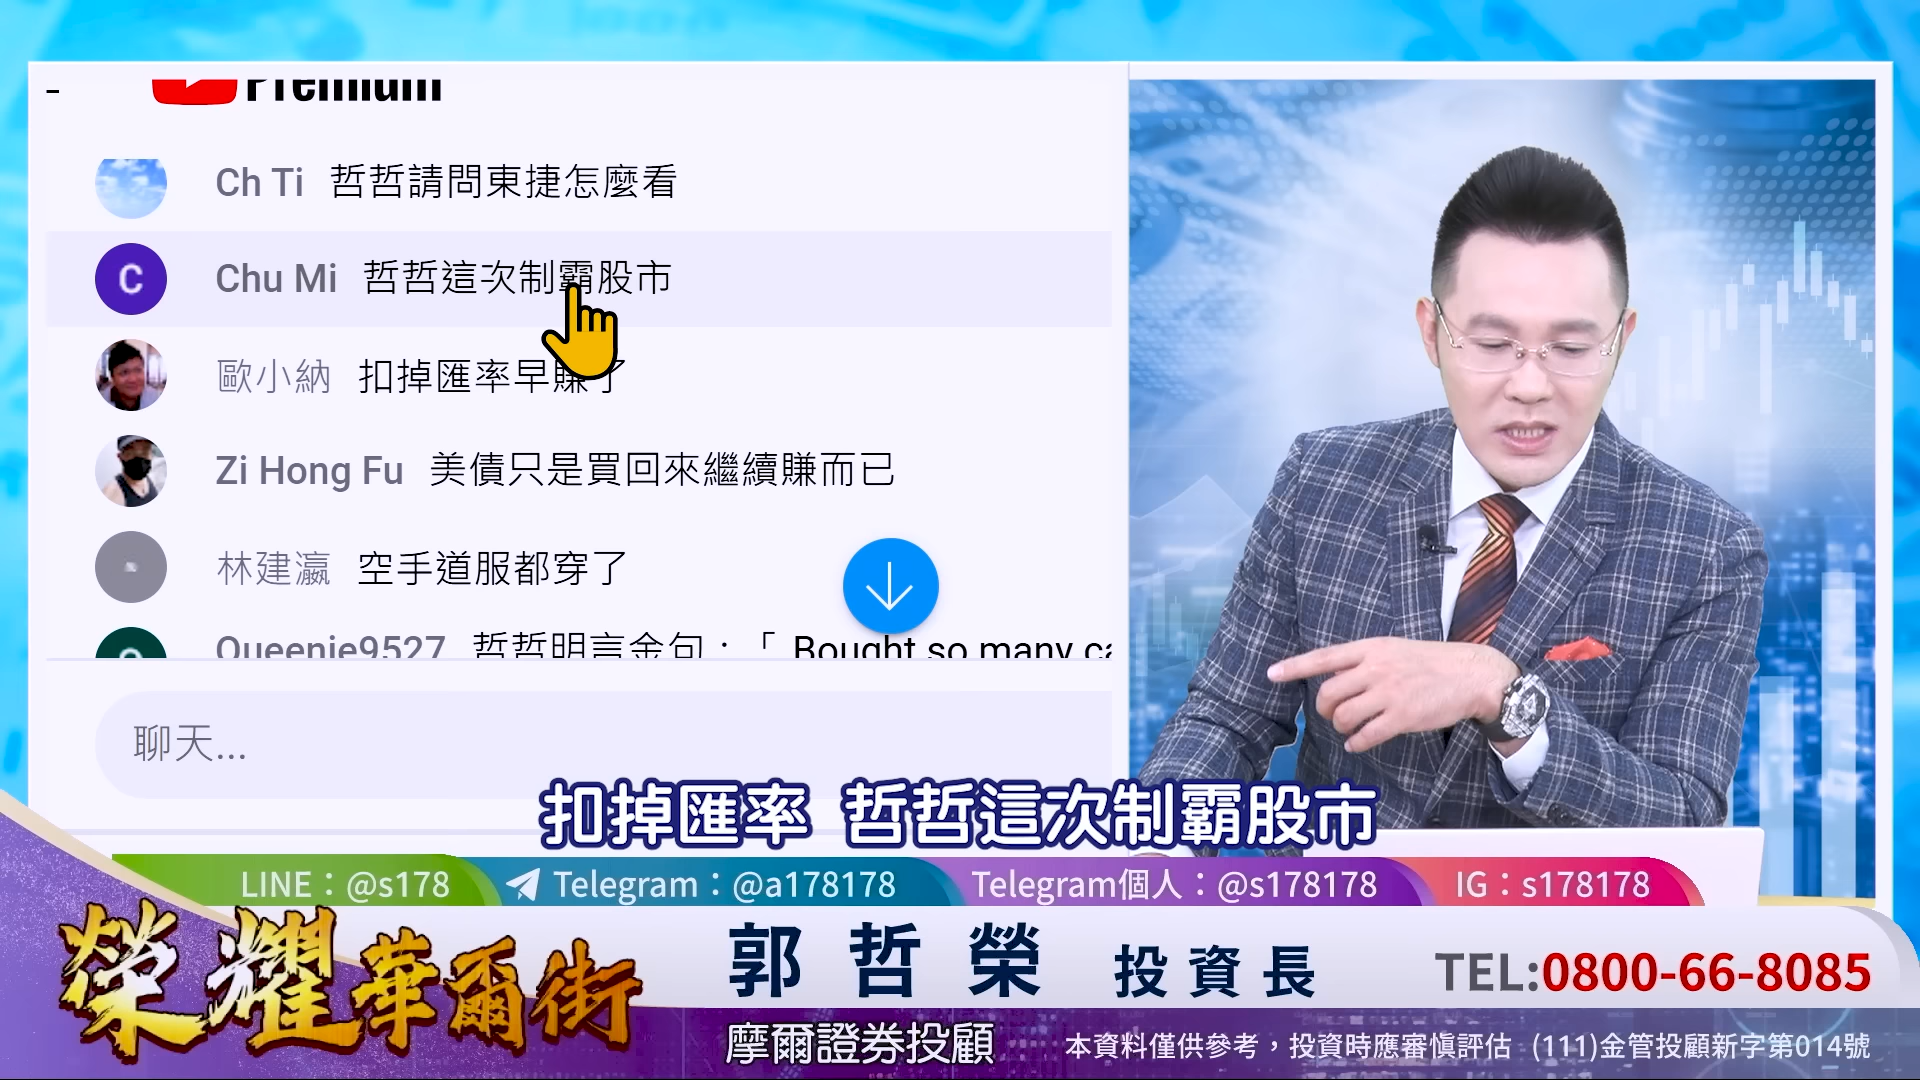 Premium
Ch Ti 哲哲請問東捷怎麼看
C Chu Mi 哲哲這次制霸股市
歐小納 扣掉匯率早賺了
Zi Hong Fu 美債只是買回來繼續賺而已
林建瀛 空手道服都穿了
Queenie9527 哲哲明言金句：「 Bought so many ca
聊天...
扣掉匯率 哲哲這次制霸股市
LINE：@s178 Telegram：@a178178 Telegram個人：@s178178 IG：s178178
榮耀華爾街
郭哲榮 投資長 TEL:0800-66-8085
摩爾證券投顧 本資料僅供參考，投資時應審慎評估 (111)金管投顧新字第014號